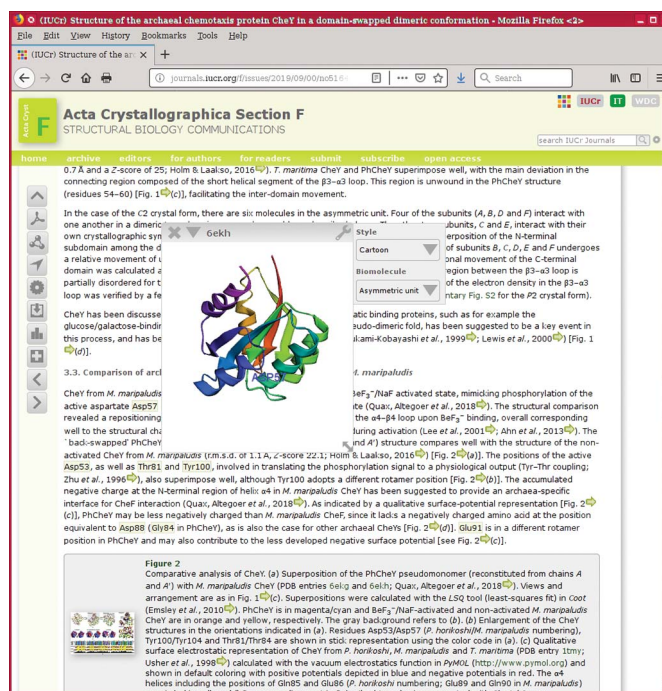 (IUCr) Structure of the archaeal chemotaxis protein CheY in a domain-swapped dimeric conformation - Mozilla Firefox <2>
File Edit View History Bookmarks Tools Help
(IUCr) Structure of the arc × +
journals.iucr.org/f/issues/2019/09/00/no516
Search
Acta Cryst
F
Acta Crystallographica Section F
STRUCTURAL BIOLOGY COMMUNICATIONS
IUCr IT WDC
search IUCr Journals
home archive editors for authors for readers submit subscribe open access
0.7 Å and a Z-score of 25; Holm & Laakso, 2016). T. maritima CheY and PhCheY superimpose well, with the main deviation in the
connecting region composed of the short helical segment of the β3–α3 loop. This region is unwound in the PhCheY structure
(residues 54–60) [Fig. 1(c)], facilitating the inter-domain movement.
In the case of the C2 crystal form, there are six molecules in the asymmetric unit. Four of the subunits (A, B, D and F) interact with
one another in a dimeric
subunits, C and E, interact with their
own crystallographic sym
erposition of the N-terminal
subdomain among the d
of subunits B, C, D, E and F undergoes
a relative movement of u
onal movement of the C-terminal
domain was calculated a
egion between the β3–α3 loop is
partially disordered for t
of the electron density in the β3–α3
loop was verified by a fe
entary Fig. S2 for the P2 crystal form).
6ekh
Style
Cartoon
Biomolecule
Asymmetric unit
CheY has been discusse
atic binding proteins, such as for example the
glucose/galactose-bindin
eudo-dimeric fold, has been suggested to be a key event in
this process, and has be
ukami-Kobayashi et al., 1999; Lewis et al., 2000) [Fig. 1
(d)].
3.3. Comparison of arch
M. maripaludis
CheY from M. maripaludis
BeF3−/NaF activated state, mimicking phosphorylation of the
active aspartate Asp57
te (Quax, Altegoer et al., 2018). The structural comparison
revealed a repositioning
the α4–β4 loop upon BeF3− binding, overall corresponding
well to the structural cha
during activation (Lee et al., 2001; Ahn et al., 2013). The
`back-swapped' PhCheY
and A') structure compares well with the structure of the non-
activated CheY from M. maripaludis (r.m.s.d. of 1.1 Å, Z-score 22.1; Holm & Laakso, 2016) [Fig. 2(a)]. The positions of the active
Asp53, as well as Thr81 and Tyr100, involved in translating the phosphorylation signal to a physiological output (Tyr–Thr coupling;
Zhu et al., 1996), also superimpose well, although Tyr100 adopts a different rotamer position [Fig. 2(b)]. The accumulated
negative charge at the N-terminal region of helix α4 in M. maripaludis CheY has been suggested to provide an archaea-specific
interface for CheF interaction (Quax, Altegoer et al., 2018). As indicated by a qualitative surface-potential representation [Fig. 2
(c)], PhCheY may be less negatively charged than M. maripaludis CheF, since it lacks a negatively charged amino acid at the position
equivalent to Asp88 (Gly84 in PhCheY), as is also the case for other archaeal CheYs [Fig. 2(d)]. Glu91 is in a different rotamer
position in PhCheY and may also contribute to the less developed negative surface potential [see Fig. 2(c)].
Figure 2
Comparative analysis of CheY. (a) Superposition of the PhCheY pseudomonomer (reconstituted from chains A
and A') with M. maripaludis CheY (PDB entries 6ekg and 6ekh; Quax, Altegoer et al., 2018). Views and
arrangement are as in Fig. 1(c). Superpositions were calculated with the LSQ tool (least-squares fit) in Coot
(Emsley et al., 2010). PhCheY is in magenta/cyan and BeF3−/NaF-activated and non-activated M. maripaludis
CheY are in orange and yellow, respectively. The gray background refers to (b). (b) Enlargement of the CheY
structures in the orientations indicated in (a). Residues Asp53/Asp57 (P. horikoshi/M. maripaludis numbering),
Tyr100/Tyr104 and Thr81/Thr84 are shown in stick representation using the color code in (a). (c) Qualitative
surface electrostatic representation of CheY from P. horikoshi, M. maripaludis and T. maritima (PDB entry 1tmy;
Usher et al., 1998) calculated with the vacuum electrostatics function in PyMOL (http://www.pymol.org) and
shown in default coloring with positive potentials depicted in blue and negative potentials in red. The α4
helices including the positions of Gln85 and Glu86 (P. horikoshi numbering; Glu89 and Gln90 in M. maripaludis)